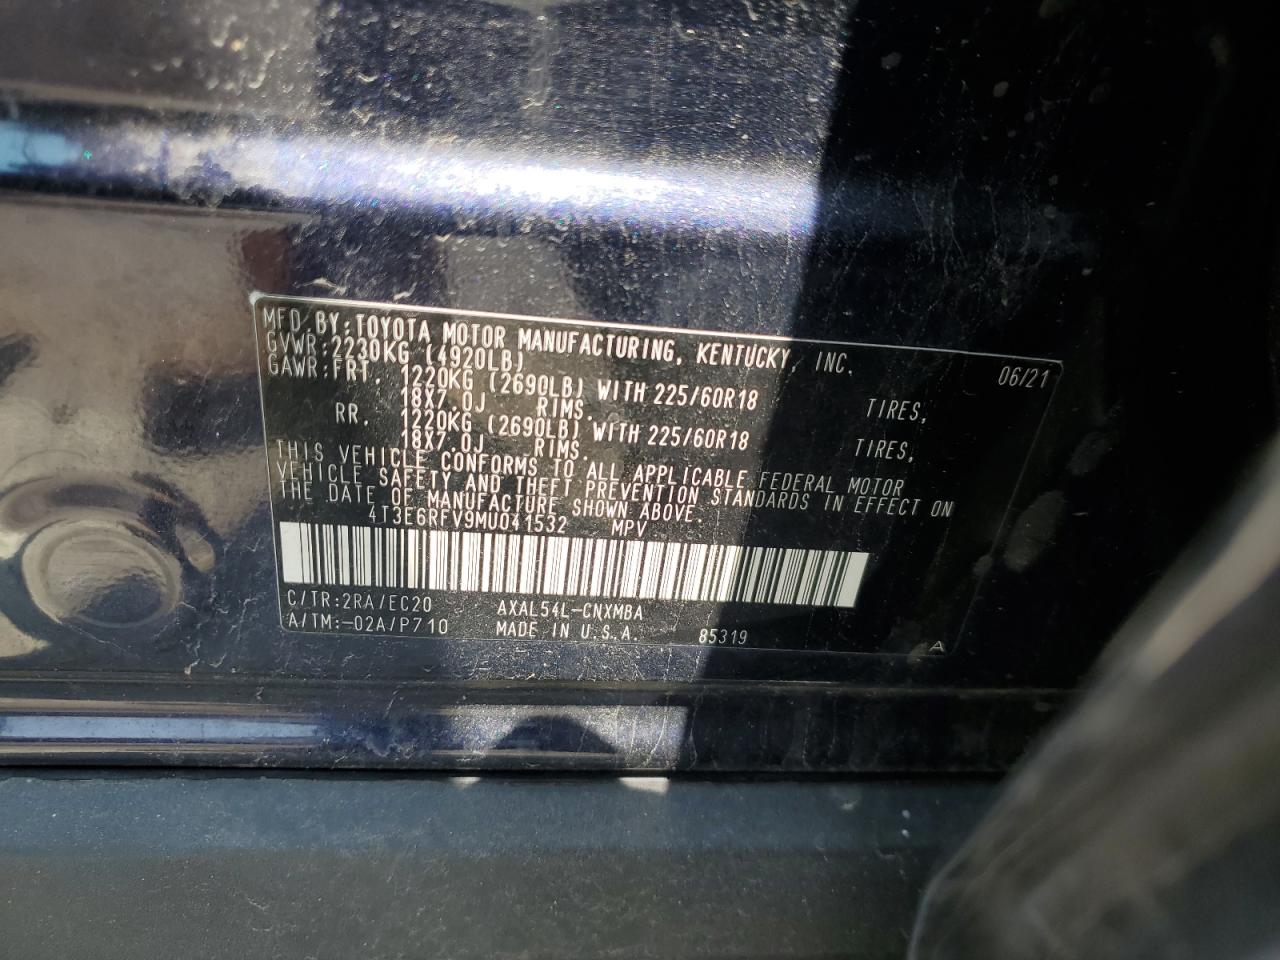 MFD.BY:TOYOTA MOTOR MANUFACTURING, KENTUCKY, INC. 06/21
GVWR:2230KG (4920LB)
GAWR:FRT. 1220KG (2690LB) WITH 225/60R18 TIRES,
18X7.0J RIMS.
RR. 1220KG (2690LB) WITH 225/60R18 TIRES,
18X7.0J RIMS.
THIS VEHICLE CONFORMS TO ALL APPLICABLE FEDERAL MOTOR
VEHICLE SAFETY AND THEFT PREVENTION STANDARDS IN EFFECT ON
THE DATE OF MANUFACTURE SHOWN ABOVE.
4T3E6RFV9MU041532 MPV
C/TR:2RA/EC20 AXAL54L-CNXMBA
A/TM:-02A/P710 MADE IN U.S.A. 85319 A